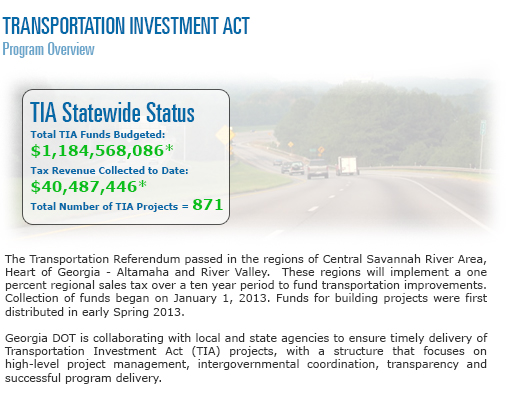 TRANSPORTATION INVESTMENT ACT
Program Overview
TIA Statewide Status
Total TIA Funds Budgeted:
$1,184,568,086*
Tax Revenue Collected to Date:
$40,487,446*
Total Number of TIA Projects = 871
The Transportation Referendum passed in the regions of Central Savannah River Area,
Heart of Georgia - Altamaha and River Valley.  These regions will implement a one
percent regional sales tax over a ten year period to fund transportation improvements.
Collection of funds began on January 1, 2013. Funds for building projects were first
distributed in early Spring 2013.
Georgia DOT is collaborating with local and state agencies to ensure timely delivery of
Transportation Investment Act (TIA) projects, with a structure that focuses on
high-level project management, intergovernmental coordination, transparency and
successful program delivery.